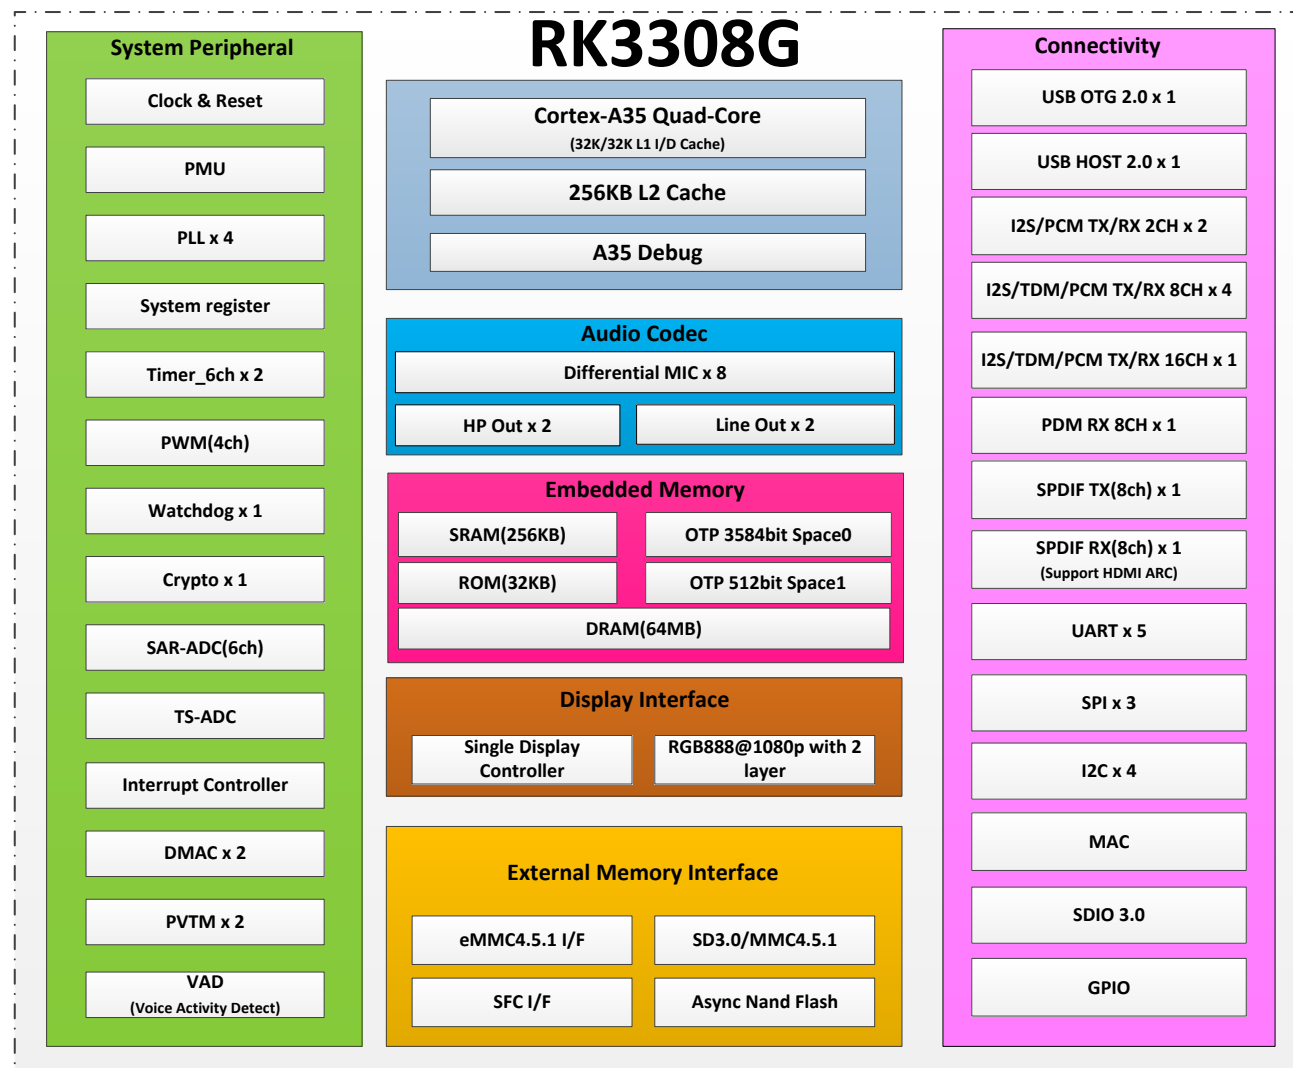 RK3308G
System Peripheral
Clock & Reset
PMU
PLL x 4
System register
Timer_6ch x 2
PWM(4ch)
Watchdog x 1
Crypto x 1
SAR-ADC(6ch)
TS-ADC
Interrupt Controller
DMAC x 2
PVTM x 2
VAD
(Voice Activity Detect)
Cortex-A35 Quad-Core
(32K/32K L1 I/D Cache)
256KB L2 Cache
A35 Debug
Audio Codec
Differential MIC x 8
HP Out x 2
Line Out x 2
Embedded Memory
SRAM(256KB)
OTP 3584bit Space0
ROM(32KB)
OTP 512bit Space1
DRAM(64MB)
Display Interface
Single Display
Controller
RGB888@1080p with 2
layer
External Memory Interface
eMMC4.5.1 I/F
SD3.0/MMC4.5.1
SFC I/F
Async Nand Flash
Connectivity
USB OTG 2.0 x 1
USB HOST 2.0 x 1
I2S/PCM TX/RX 2CH x 2
I2S/TDM/PCM TX/RX 8CH x 4
I2S/TDM/PCM TX/RX 16CH x 1
PDM RX 8CH x 1
SPDIF TX(8ch) x 1
SPDIF RX(8ch) x 1
(Support HDMI ARC)
UART x 5
SPI x 3
I2C x 4
MAC
SDIO 3.0
GPIO